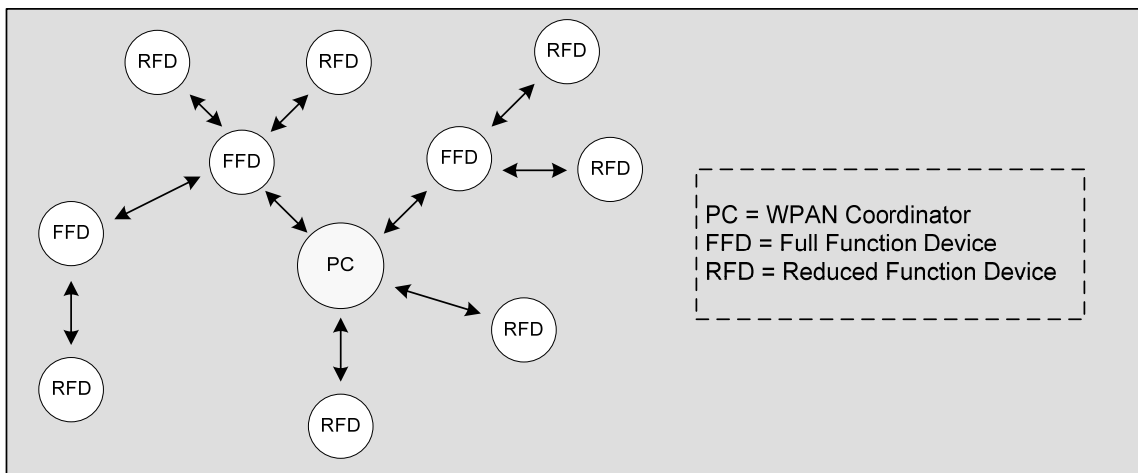 RFD
RFD
RFD
FFD
FFD
RFD
FFD
PC
RFD
RFD
RFD
PC = WPAN Coordinator
FFD = Full Function Device
RFD = Reduced Function Device